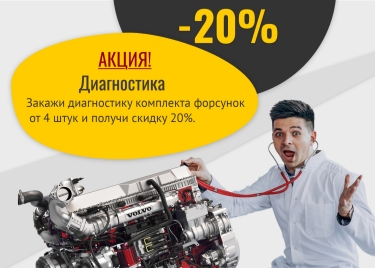 -20%
АКЦИЯ!
Диагностика
Закажи диагностику комплекта форсунок
от 4 штук и получи скидку 20%.
VOLVO